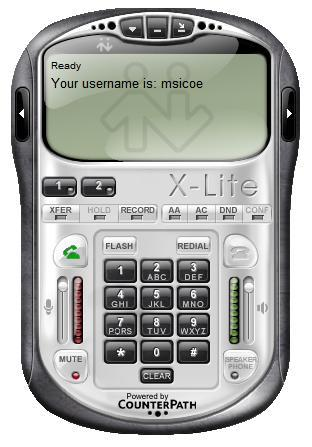 Ready
Your username is: msicoe
1 2
X-Lite
XFER HOLD RECORD AA AC DND CONF
FLASH REDIAL
1 2 ABC 3 DEF
4 GHI 5 JKL 6 MNO
7 PQRS 8 TUV 9 WXYZ
* 0 #
MUTE
SPEAKER PHONE
CLEAR
Powered by
COUNTERPATH